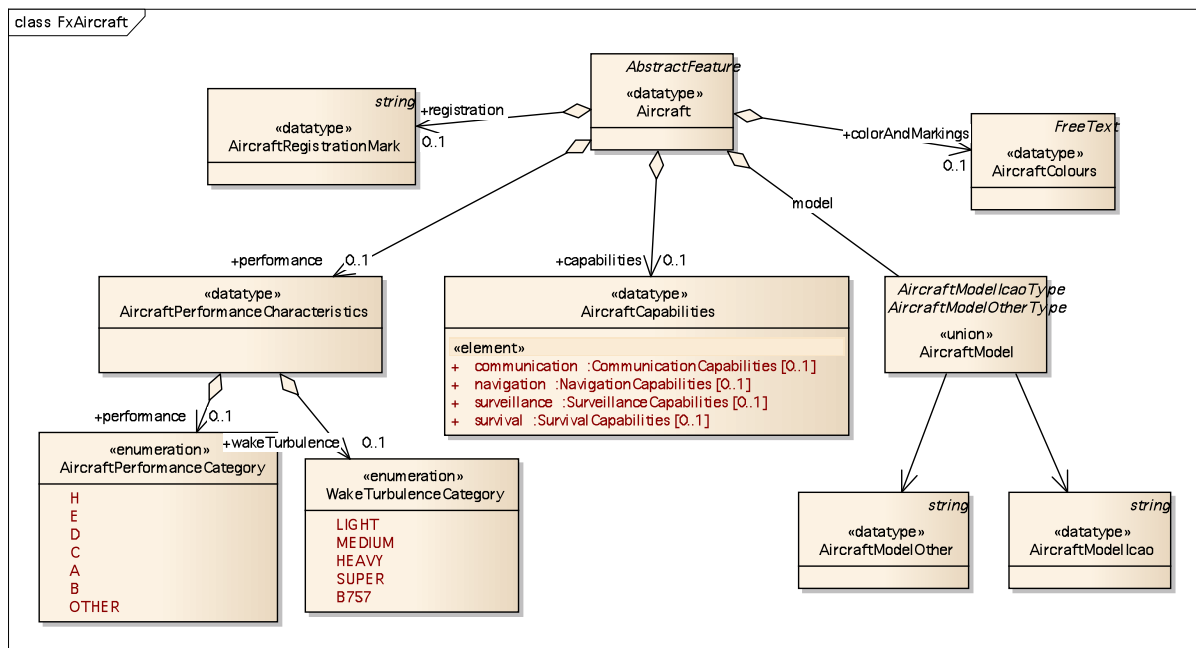 class FxAircraft
AbstractFeature
«datatype»
Aircraft
string
«datatype»
AircraftRegistrationMark
+registration
0..1
+colorAndMarkings
0..1
FreeText
«datatype»
AircraftColours
model
+performance
0..1
+capabilities
0..1
«datatype»
AircraftPerformanceCharacteristics
«datatype»
AircraftCapabilities
«element»
+ communication :CommunicationCapabilities [0..1]
+ navigation :NavigationCapabilities [0..1]
+ surveillance :SurveillanceCapabilities [0..1]
+ survival :SurvivalCapabilities [0..1]
AircraftModelIcaoType
AircraftModelOtherType
«union»
AircraftModel
+performance
0..1
+wakeTurbulence
0..1
«enumeration»
AircraftPerformanceCategory
H
E
D
C
A
B
OTHER
«enumeration»
WakeTurbulenceCategory
LIGHT
MEDIUM
HEAVY
SUPER
B757
string
«datatype»
AircraftModelOther
string
«datatype»
AircraftModelIcao